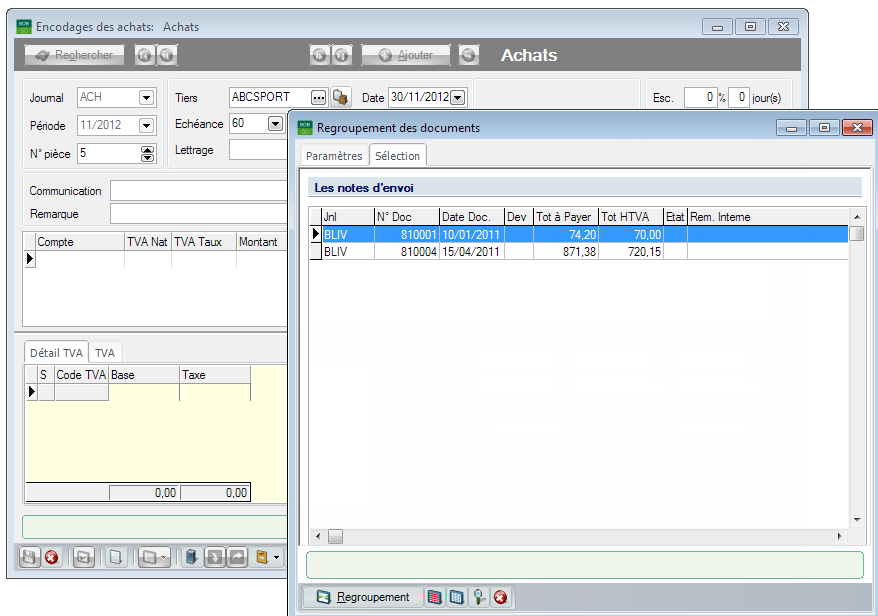 Encodages des achats: Achats
Rechercher Ajouter Achats
Journal ACH Tiers ABCSPORT ... Date 30/11/2012 Esc. 0 % 0 jour(s)
Période 11/2012 Echéance 60
N° pièce 5 Lettrage
Communication
Remarque
Compte TVA Nat TVA Taux Montant
Détail TVA TVA
S Code TVA Base Taxe
0,00 0,00
Regroupement des documents
Paramètres Sélection
Les notes d'envoi
Jnl N° Doc Date Doc. Dev Tot à Payer Tot HTVA Etat Rem. Interne
BLIV 810001 10/01/2011 74,20 70,00
BLIV 810004 15/04/2011 871,38 720,15
Regroupement